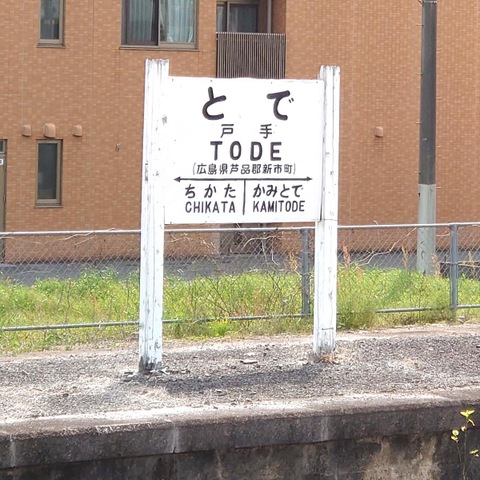 とで
戸手
TODE
(広島県芦品郡新市町)
ちかた かみとで
CHIKATA KAMITODE